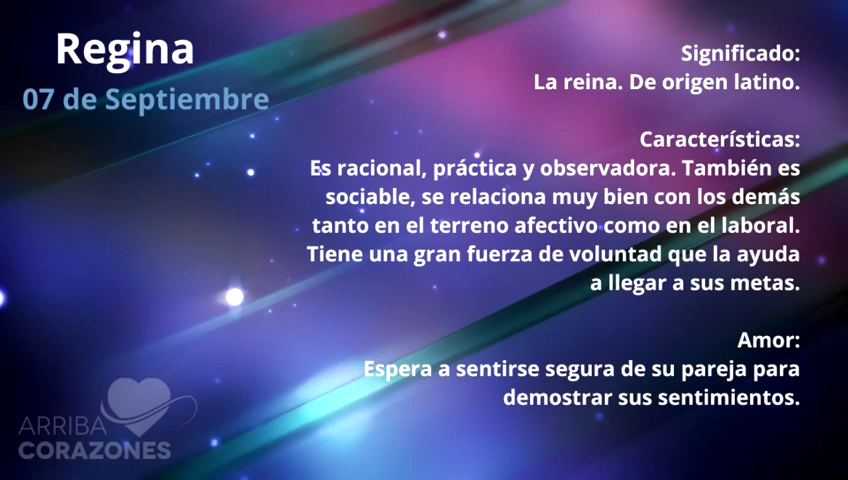 Regina
07 de Septiembre
Significado:
La reina. De origen latino.
Características:
Es racional, práctica y observadora. También es
sociable, se relaciona muy bien con los demás
tanto en el terreno afectivo como en el laboral.
Tiene una gran fuerza de voluntad que la ayuda
a llegar a sus metas.
Amor:
Espera a sentirse segura de su pareja para
demostrar sus sentimientos.
ARRIBA
CORAZONES